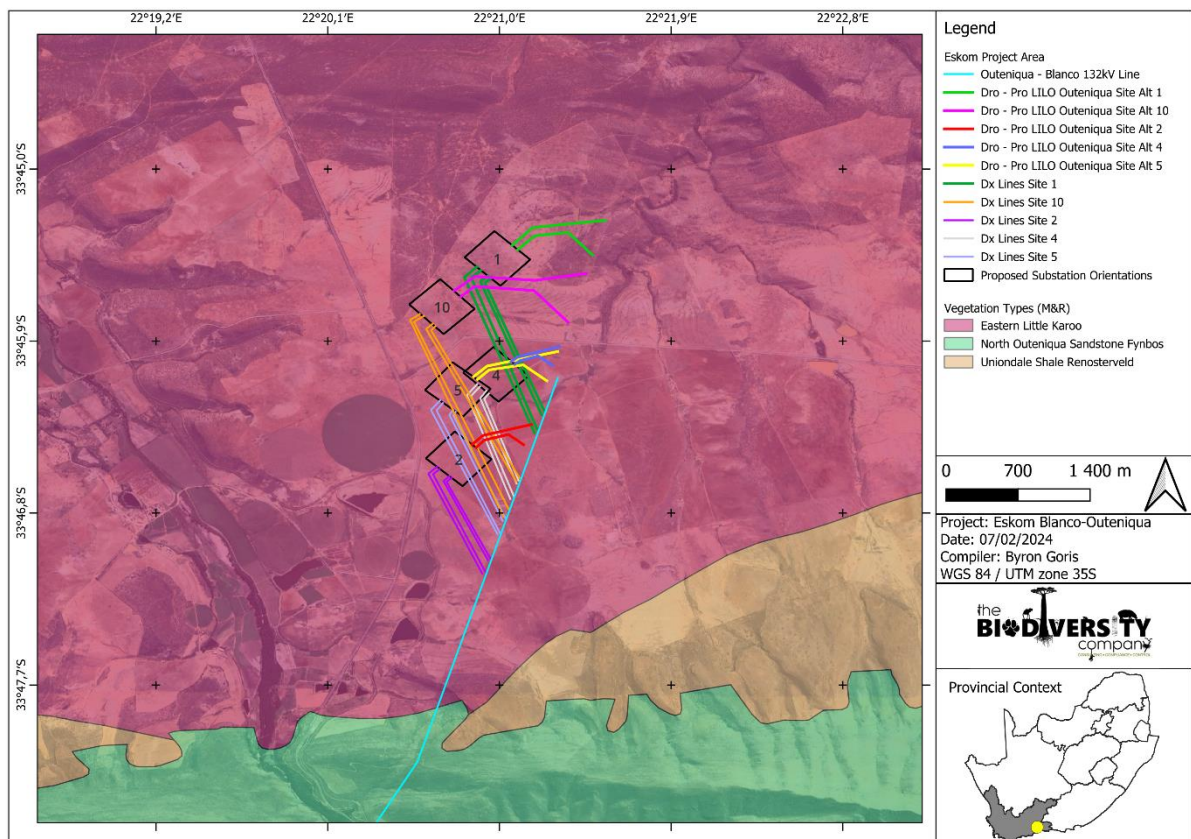 22°19,2'E 22°20,1'E 22°21,0'E 22°21,9'E 22°22,8'E
33°45,0'S
33°45,9'S
33°46,8'S
33°47,7'S
1
10
4
5
2
Legend
Eskom Project Area
Outeniqua - Blanco 132kV Line
Dro - Pro LILO Outeniqua Site Alt 1
Dro - Pro LILO Outeniqua Site Alt 10
Dro - Pro LILO Outeniqua Site Alt 2
Dro - Pro LILO Outeniqua Site Alt 4
Dro - Pro LILO Outeniqua Site Alt 5
Dx Lines Site 1
Dx Lines Site 10
Dx Lines Site 2
Dx Lines Site 4
Dx Lines Site 5
Proposed Substation Orientations
Vegetation Types (M&R)
Eastern Little Karoo
North Outeniqua Sandstone Fynbos
Uniondale Shale Renosterveld
0 700 1 400 m
Project: Eskom Blanco-Outeniqua
Date: 07/02/2024
Compiler: Byron Goris
WGS 84 / UTM zone 35S
the
BIODIVERSITY
company
Provincial Context